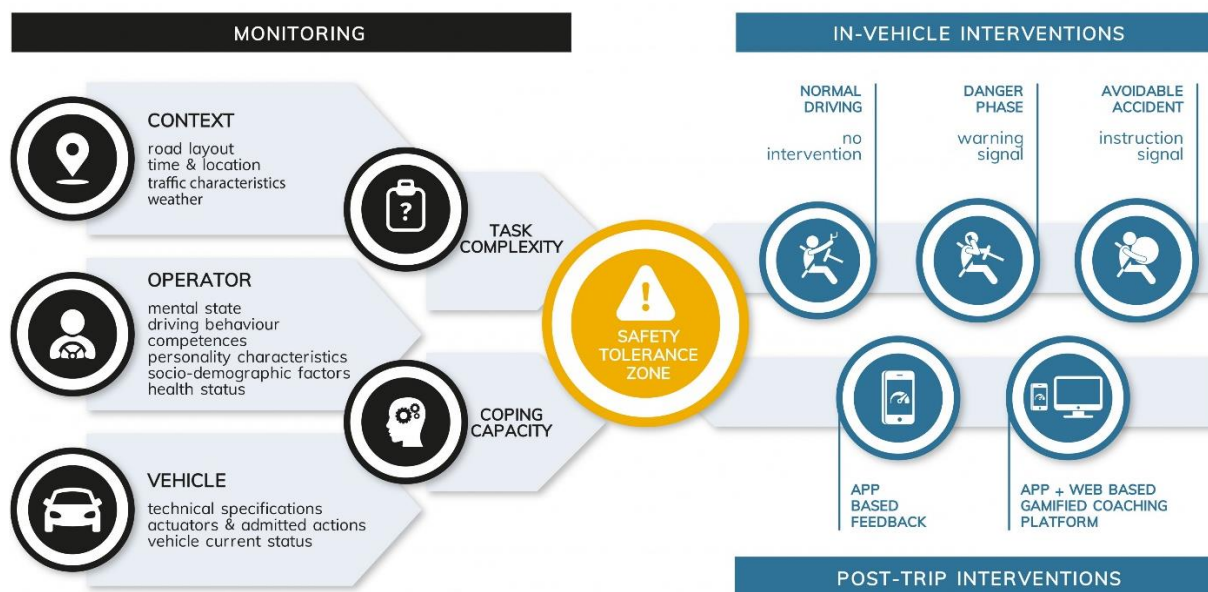 MONITORING
CONTEXT
road layout
time & location
traffic characteristics
weather
OPERATOR
mental state
driving behaviour
competences
personality characteristics
socio-demographic factors
health status
VEHICLE
technical specifications
actuators & admitted actions
vehicle current status
?
TASK
COMPLEXITY
COPING
CAPACITY
!
SAFETY
TOLERANCE
ZONE
IN-VEHICLE INTERVENTIONS
NORMAL
DRIVING
no
intervention
DANGER
PHASE
warning
signal
AVOIDABLE
ACCIDENT
instruction
signal
APP
BASED
FEEDBACK
APP + WEB BASED
GAMIFIED COACHING
PLATFORM
POST-TRIP INTERVENTIONS